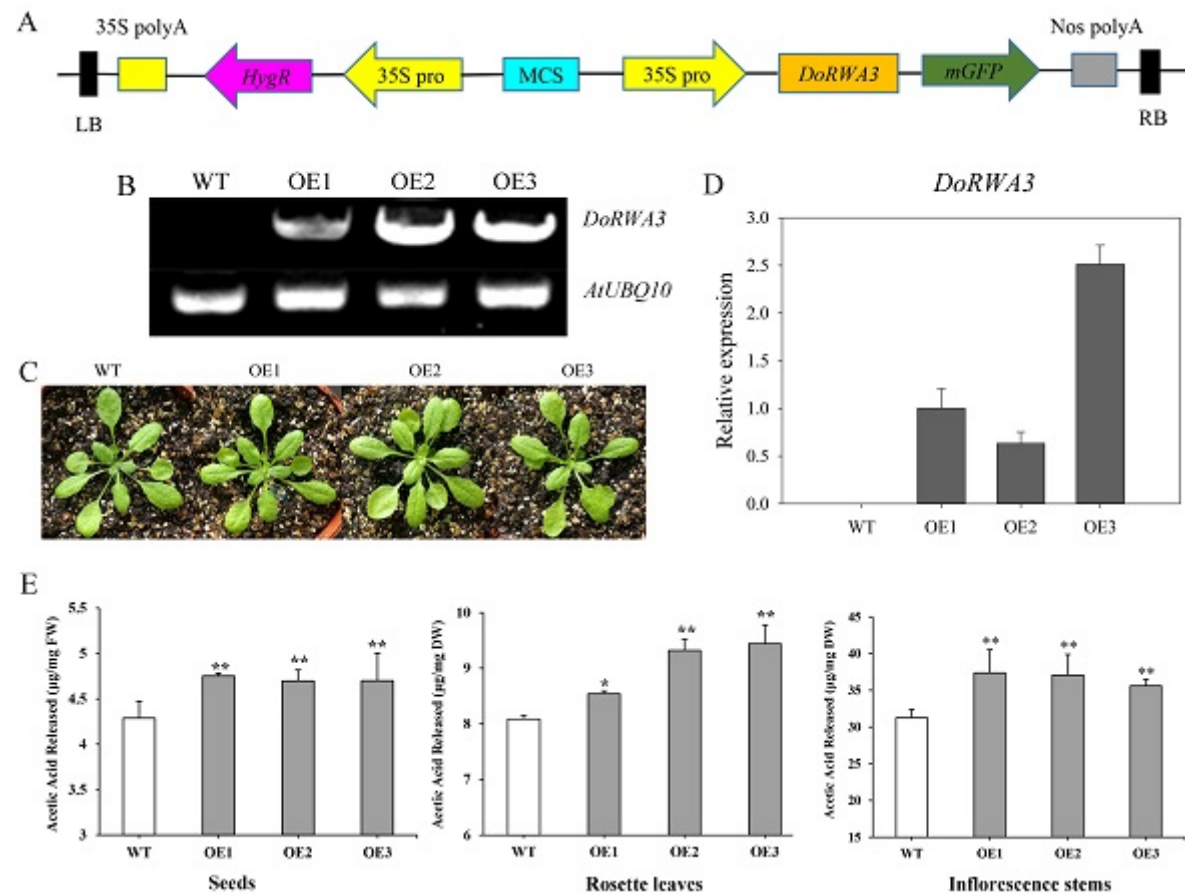 A
35S polyA
HygR
35S pro
MCS
35S pro
DoRWA3
mGFP
Nos polyA
LB
RB
B
WT OE1 OE2 OE3
DoRWA3
AtUBQ10
C
WT OE1 OE2 OE3
D
DoRWA3
Relative expression
3.0
2.5
2.0
1.5
1.0
0.5
0.0
WT OE1 OE2 OE3
E
Acetic Acid Released (µg/mg FW)
5.5
5
4.5
4
3.5
3
** ** **
WT OE1 OE2 OE3
Seeds
Acetic Acid Released (µg/mg DW)
10
9
8
7
6
* ** **
WT OE1 OE2 OE3
Rosette leaves
Acetic Acid Released (µg/mg DW)
45
40
35
30
25
20
15
** ** **
WT OE1 OE2 OE3
Inflorescence stems